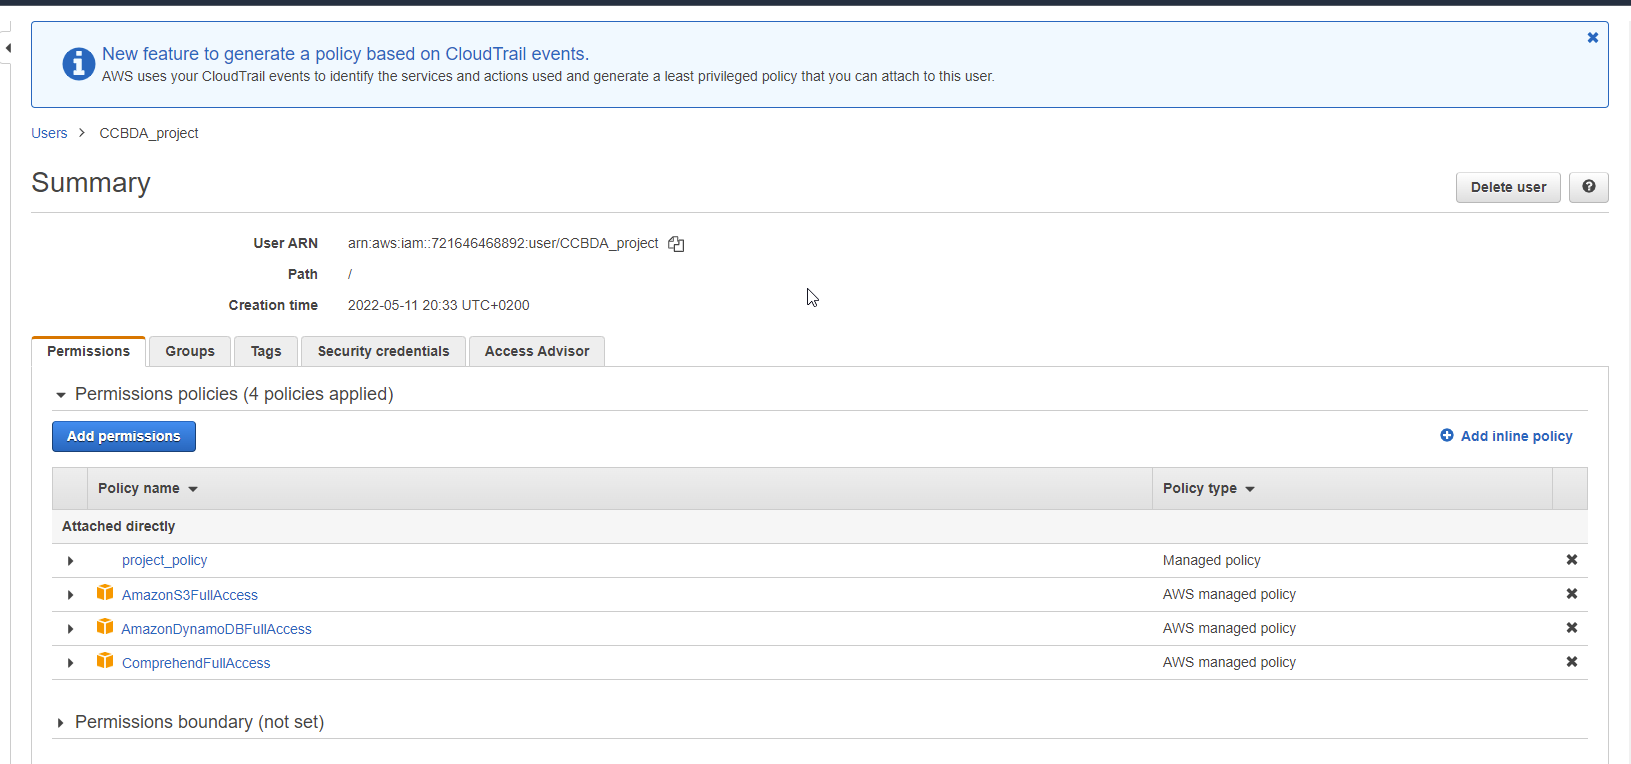 New feature to generate a policy based on CloudTrail events.
AWS uses your CloudTrail events to identify the services and actions used and generate a least privileged policy that you can attach to this user.
Users > CCBDA_project
Summary
Delete user
User ARN arn:aws:iam::721646468892:user/CCBDA_project
Path /
Creation time 2022-05-11 20:33 UTC+0200
Permissions Groups Tags Security credentials Access Advisor
Permissions policies (4 policies applied)
Add permissions Add inline policy
Policy name Policy type
Attached directly
project_policy Managed policy
AmazonS3FullAccess AWS managed policy
AmazonDynamoDBFullAccess AWS managed policy
ComprehendFullAccess AWS managed policy
Permissions boundary (not set)